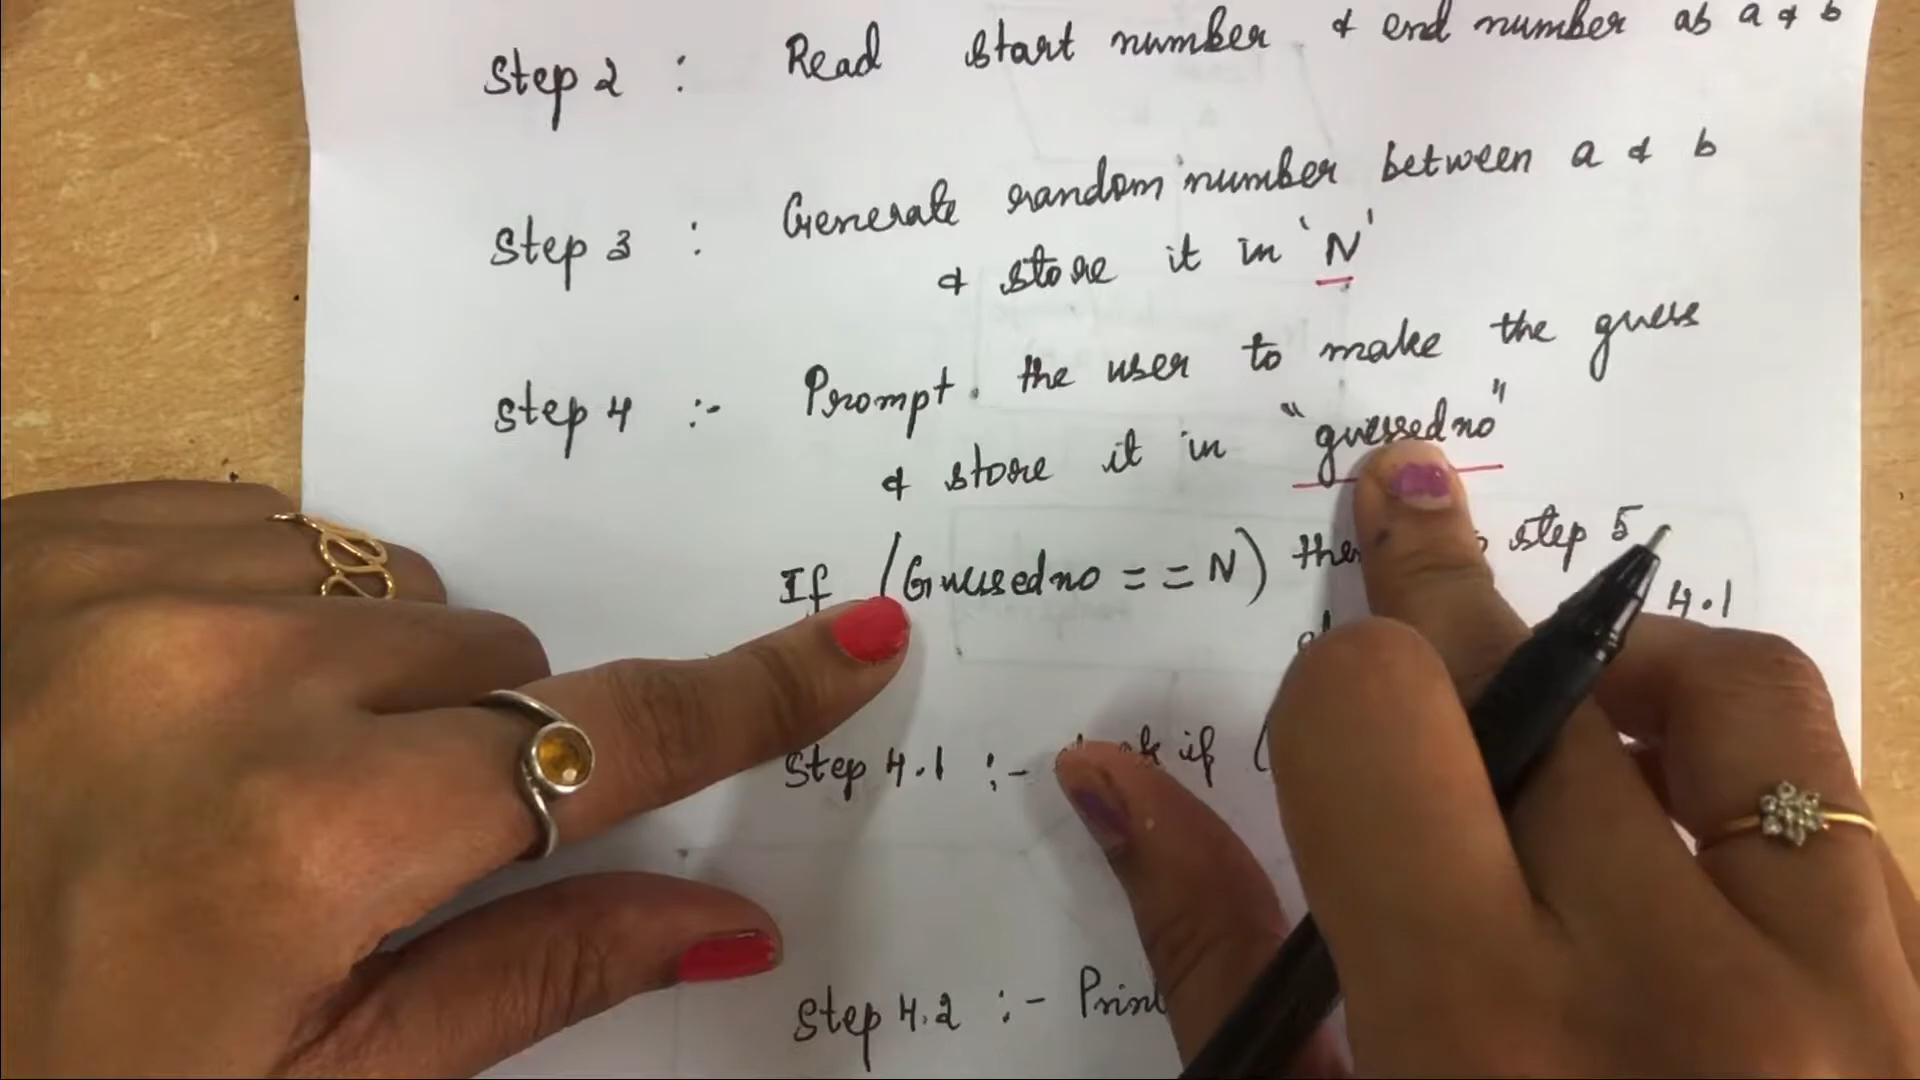 Step 2 : Read start number & end number as a & b
Step 3 : Generate random number between a & b
& store it in 'N'
Step 4 :- Prompt. the user to make the guess
& store it in "guessedno"
If (Guessedno == N) step 5
4.1
Step 4.1 :- if (
Step 4.2 :- Print